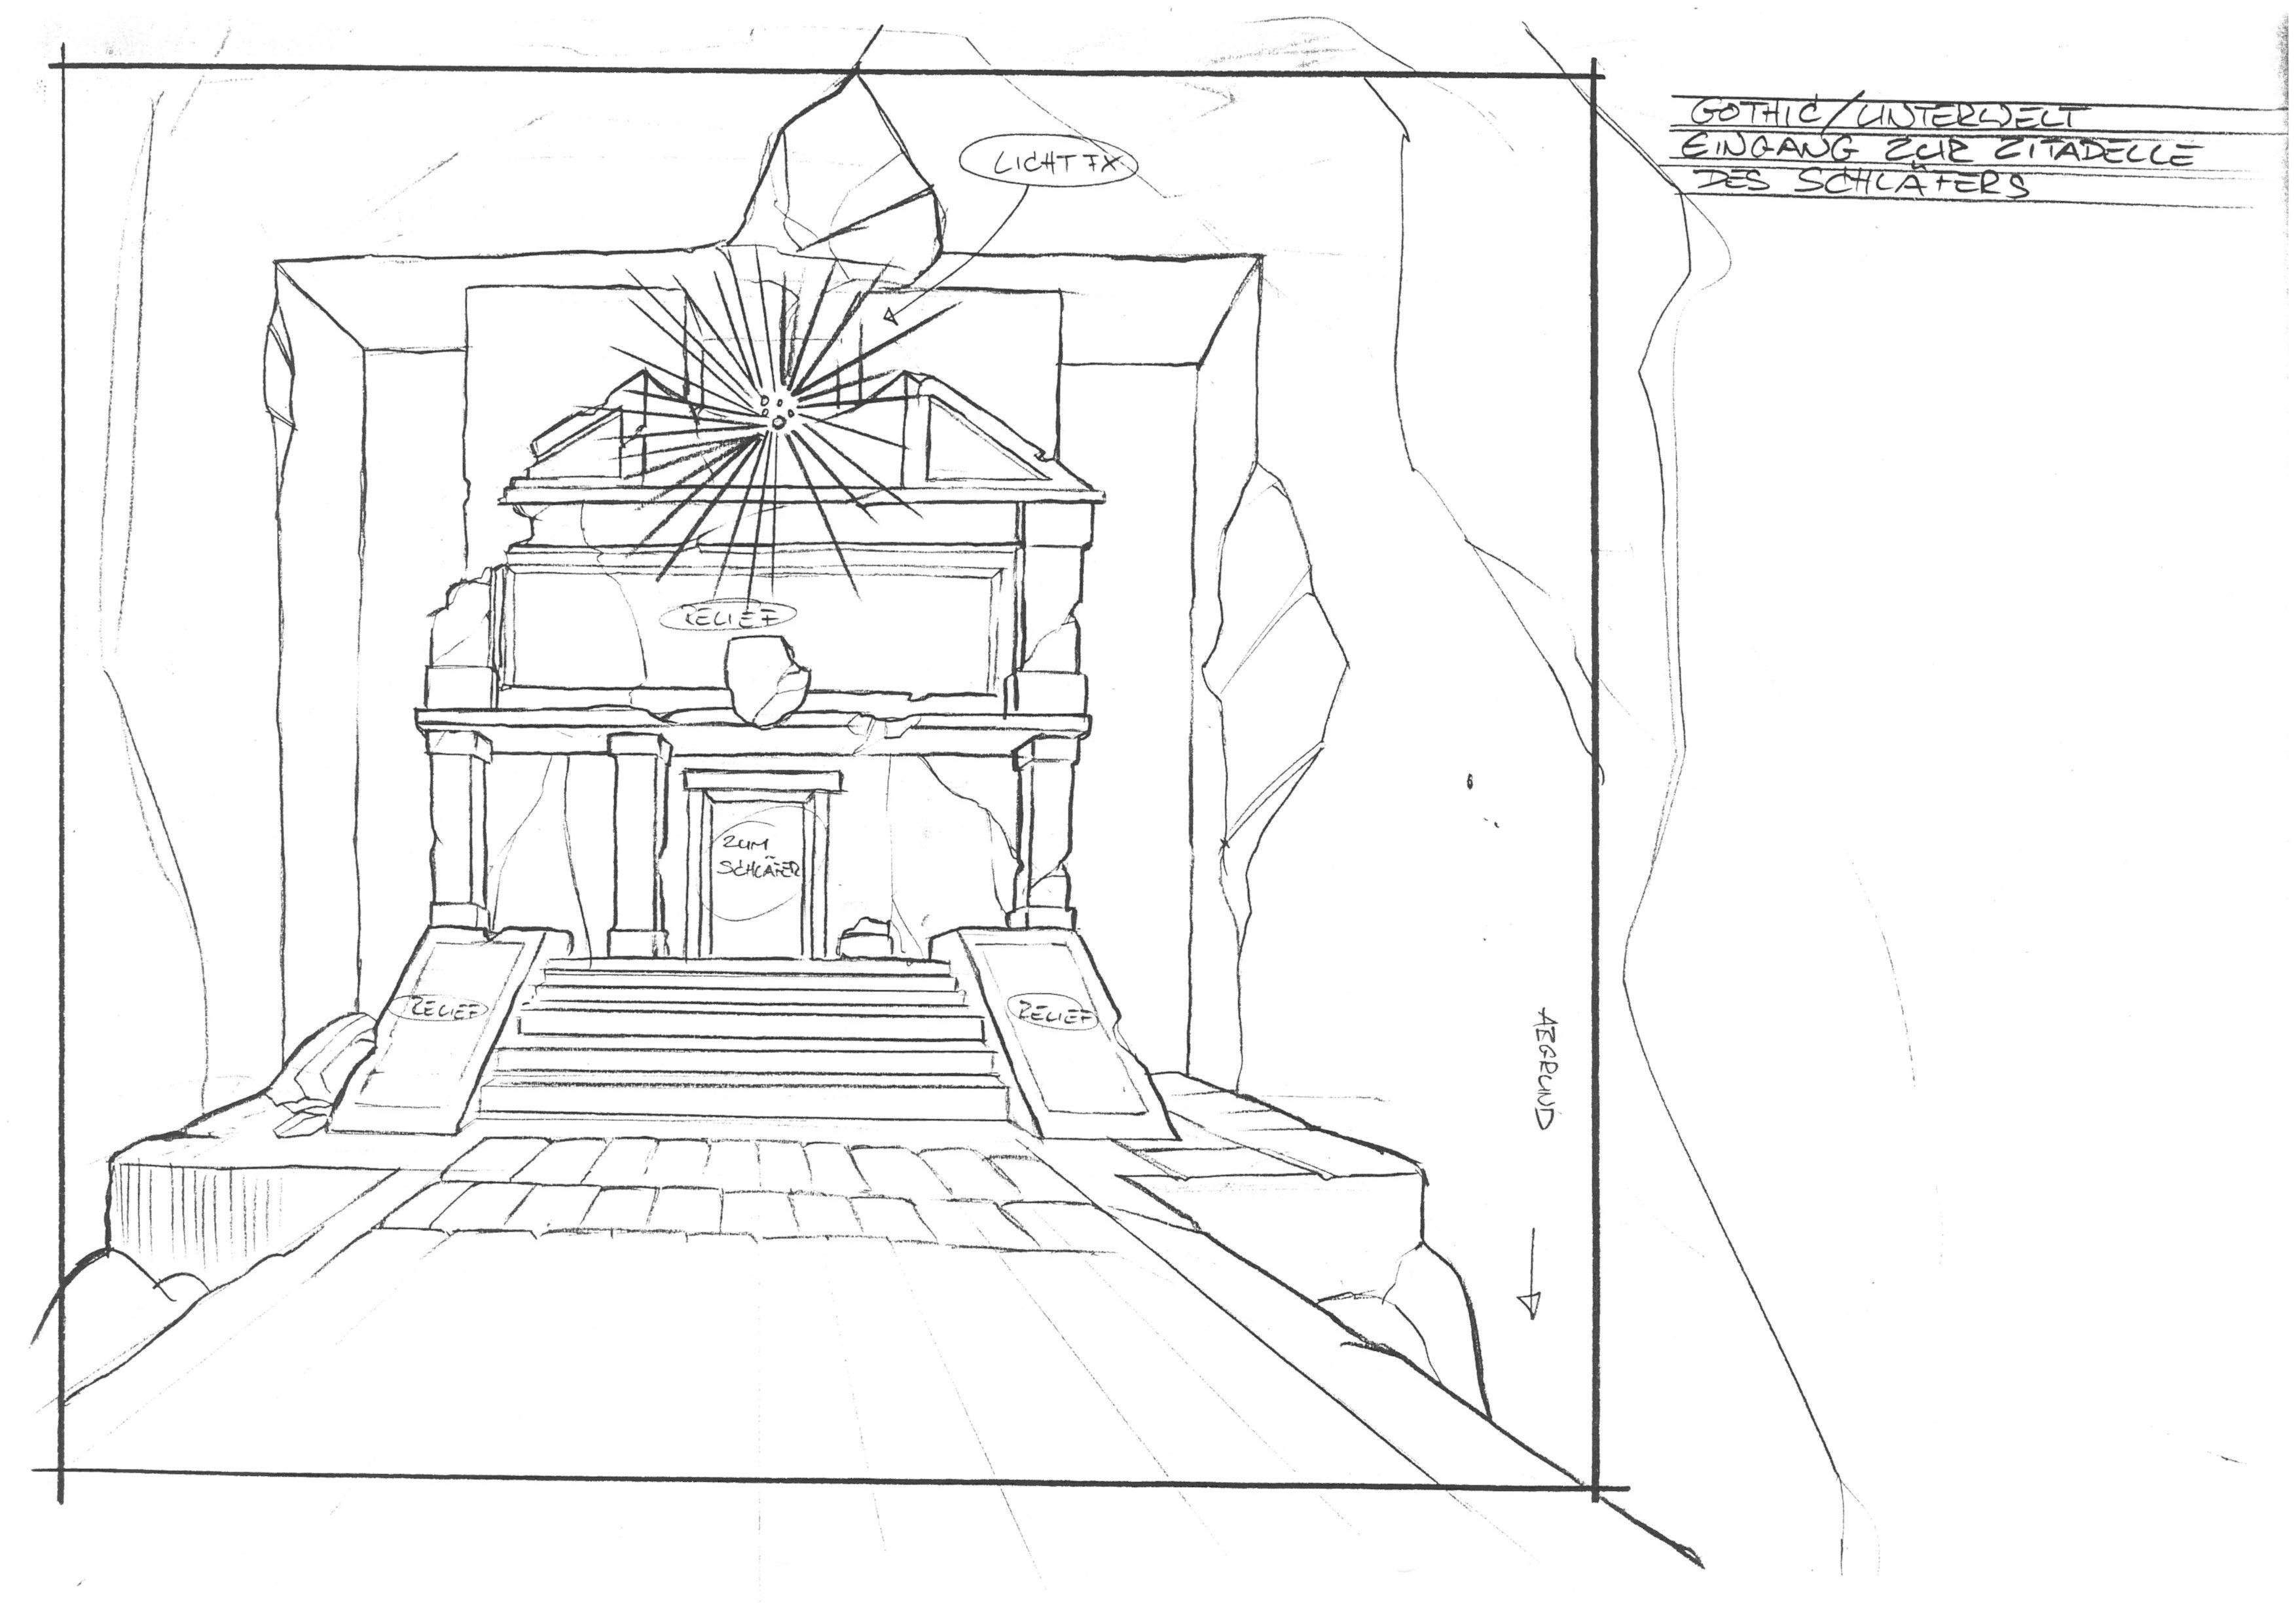 GOTHIC/UNTERWELT
EINGANG ZUR ZITADELLE
DES SCHLÄFERS
LICHT FX
RELIEF
ZUM
SCHLÄFER
RELIEF
RELIEF
ABGRUND